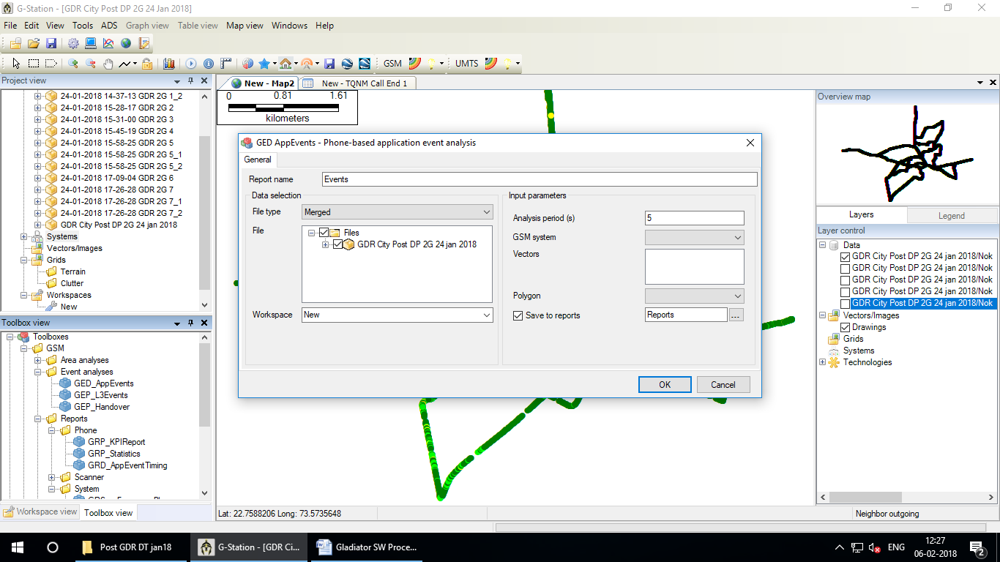 G-Station - [GDR City Post DP 2G 24 Jan 2018]
File Edit View Tools ADS Graph view Table view Map view Windows Help
GSM UMTS
Project view
24-01-2018 14-37-13 GDR 2G 1_2
24-01-2018 15-28-17 GDR 2G 2
24-01-2018 15-31-00 GDR 2G 3
24-01-2018 15-45-19 GDR 2G 4
24-01-2018 15-58-25 GDR 2G 5
24-01-2018 15-58-25 GDR 2G 5_1
24-01-2018 15-58-25 GDR 2G 5_2
24-01-2018 17-09-04 GDR 2G 6
24-01-2018 17-26-28 GDR 2G 7
24-01-2018 17-26-28 GDR 2G 7_1
24-01-2018 17-26-28 GDR 2G 7_2
GDR City Post DP 2G 24 jan 2018
Systems
Vectors/Images
Grids
Terrain
Clutter
Workspaces
New
Toolbox view
Toolboxes
GSM
Area analyses
Event analyses
GED_AppEvents
GEP_L3Events
GEP_Handover
Reports
Phone
GRP_KPIReport
GRP_Statistics
GRD_AppEventTiming
Scanner
System
Workspace view Toolbox view
New - Map2 New - TQNM Call End 1
0 0.81 1.61
kilometers
GED AppEvents - Phone-based application event analysis
General
Report name Events
Data selection
File type Merged
File
Files
GDR City Post DP 2G 24 jan 2018
Workspace New
Input parameters
Analysis period (s) 5
GSM system
Vectors
Polygon
Save to reports Reports ...
OK Cancel
Lat: 22.7588206 Long: 73.5735648
Overview map
Layers Legend
Layer control
Data
GDR City Post DP 2G 24 jan 2018/Nok
GDR City Post DP 2G 24 jan 2018/Nok
GDR City Post DP 2G 24 jan 2018/Nok
GDR City Post DP 2G 24 jan 2018/Nok
GDR City Post DP 2G 24 jan 2018/Nok
Vectors/Images
Drawings
Grids
Systems
Technologies
Neighbor outgoing
Post GDR DT jan18
G-Station - [GDR Ci...
Gladiator SW Proce...
ENG
12:27
06-02-2018
2